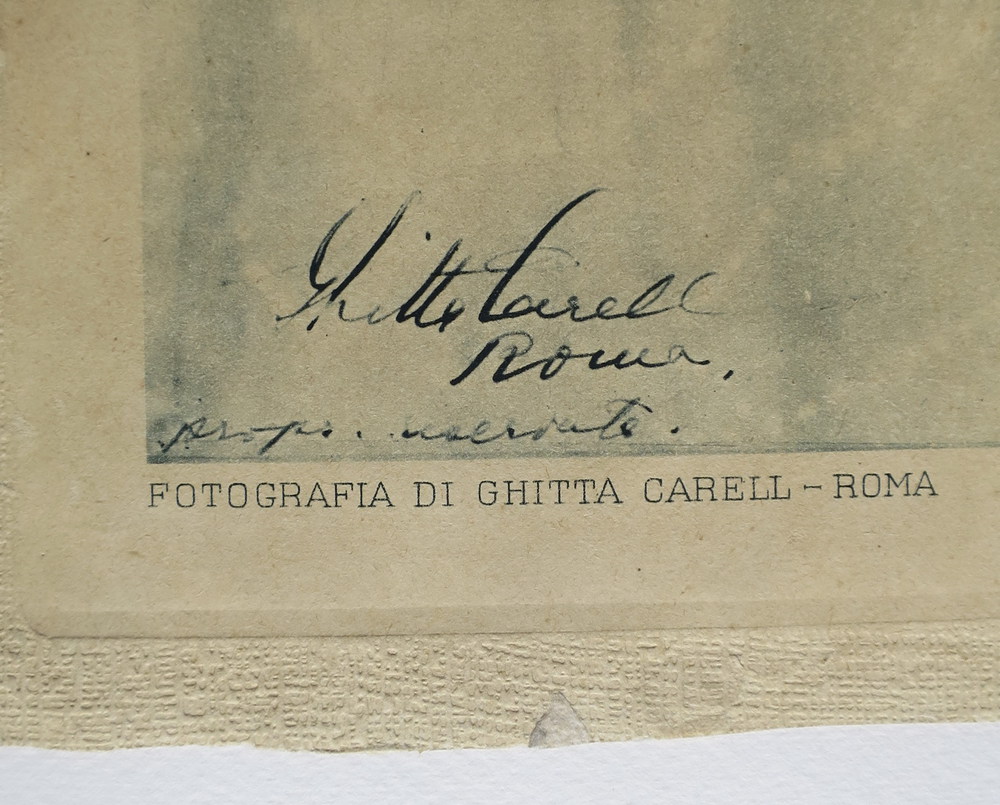 Ghitta Carell
Roma.
propr. riservata.
FOTOGRAFIA DI GHITTA CARELL - ROMA